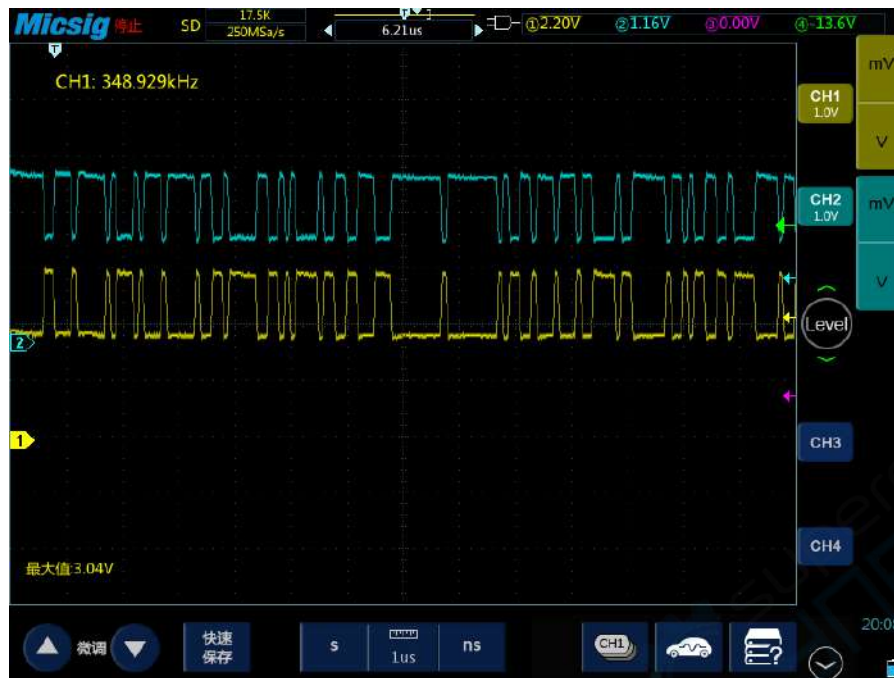 Micsig 停止
SD
17.5K
250MSa/s
T
6.21us
①2.20V
②1.16V
③0.00V
④-13.6V
T
CH1: 348.929kHz
mV
CH1
1.0V
V
CH2
1.0V
mV
V
Level
2
1
CH3
CH4
最大值:3.04V
微调
快速
保存
s
1us
ns
CH1
?